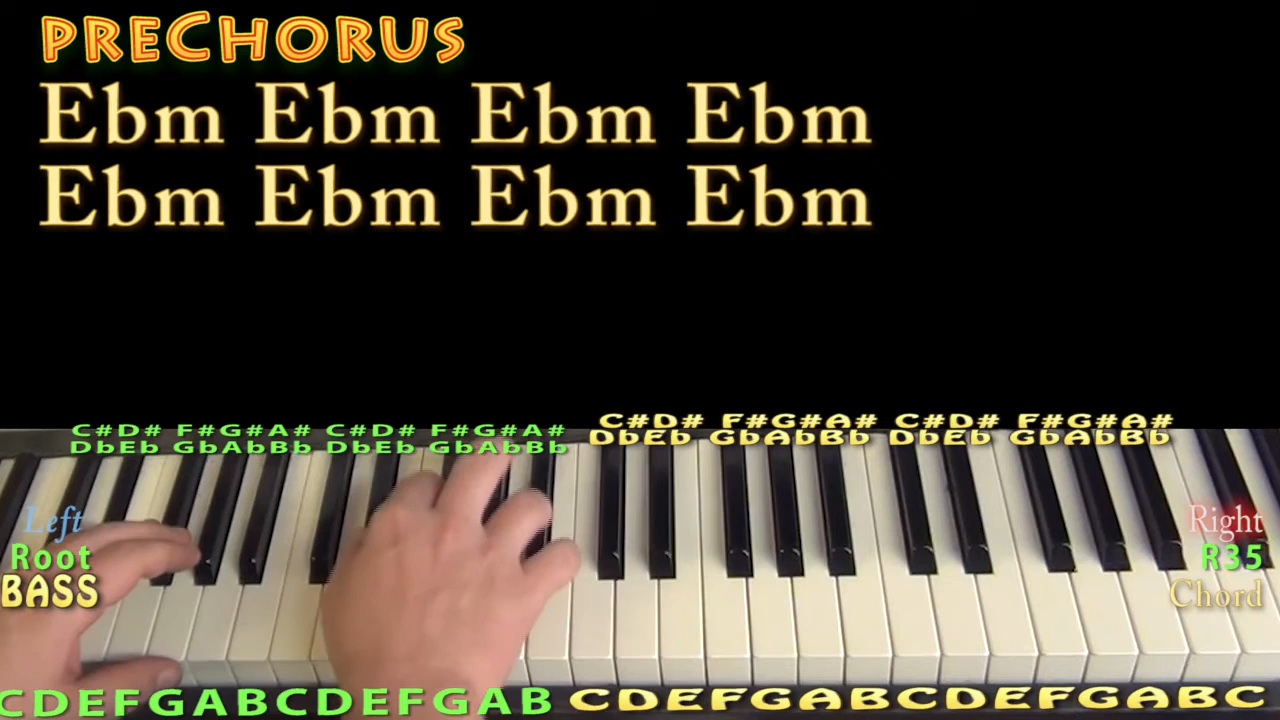 PRECHORUS
Ebm Ebm Ebm Ebm
Ebm Ebm Ebm Ebm
C#D# F#G#A# C#D# F#G#A# C#D# F#G#A# C#D# F#G#A#
DbEb GbAbBb DbEb GbAbBb DbEb GbAbBb DbEb GbAbBb
Left
Root
BASS
Right
R35
Chord
CDEFGABCDEFGAB CDEFGABCDEFGABC